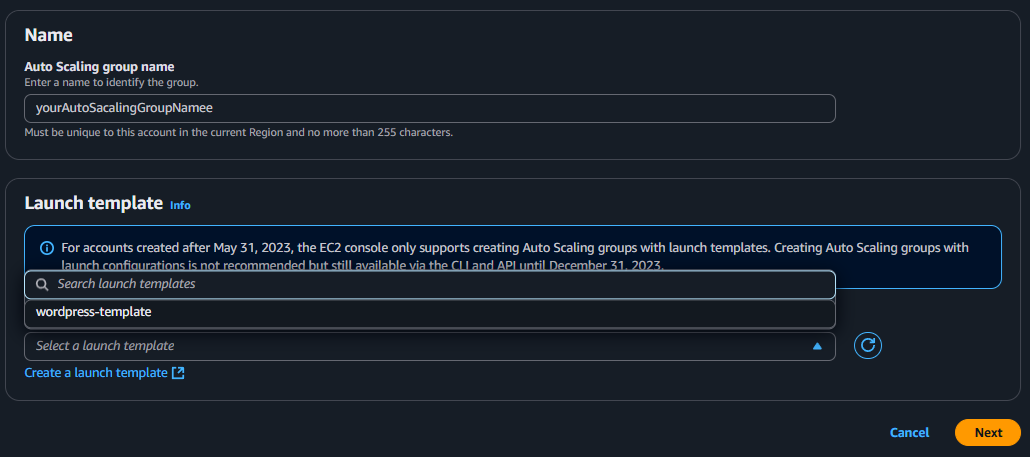 Name
Auto Scaling group name
Enter a name to identify the group.
yourAutoSacalingGroupNamee
Must be unique to this account in the current Region and no more than 255 characters.
Launch template Info
For accounts created after May 31, 2023, the EC2 console only supports creating Auto Scaling groups with launch templates. Creating Auto Scaling groups with
launch configurations is not recommended but still available via the CLI and API until December 31, 2023.
Search launch templates
wordpress-template
Select a launch template
Create a launch template
Cancel
Next